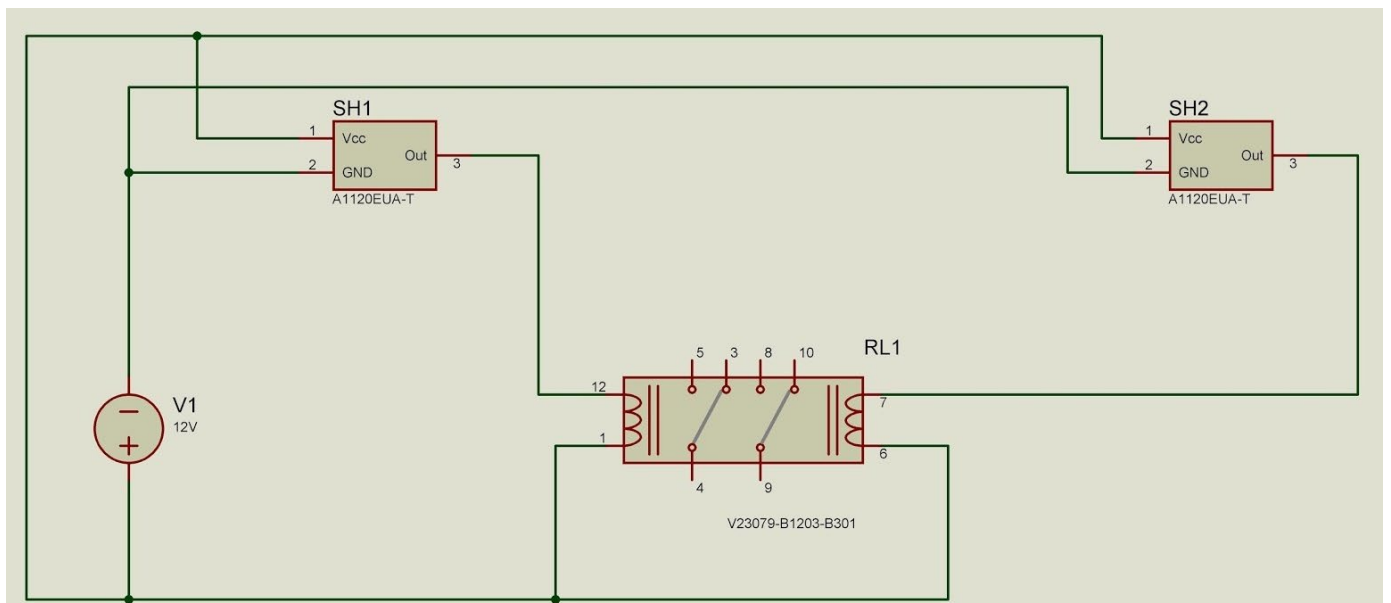 SH1
1
Vcc
Out
3
2
GND
A1120EUA-T
SH2
1
Vcc
Out
3
2
GND
A1120EUA-T
V1
12V
RL1
5
3
8
10
12
7
1
6
4
9
V23079-B1203-B301